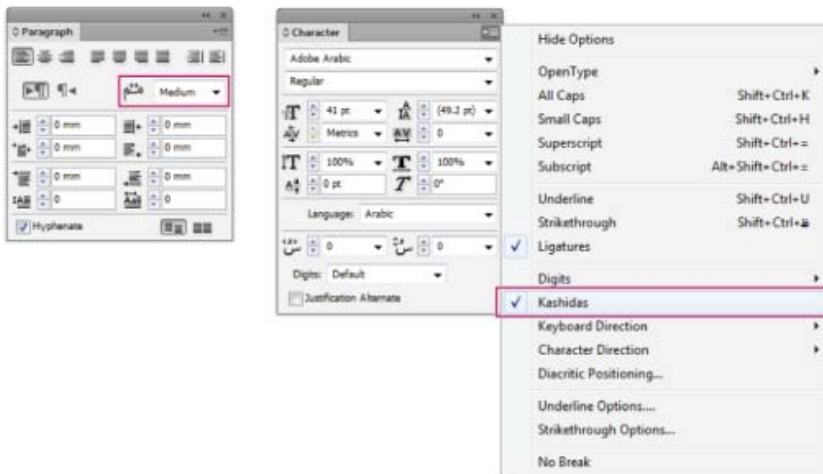 Paragraph
Medium
0 mm
0 mm
0 mm
0 mm
0 mm
0 mm
0
0
Hyphenate
Character
Adobe Arabic
Regular
41 pt
(49.2 pt)
Metrics
0
100%
100%
0 pt
0°
Language: Arabic
0
0
Digits: Default
Justification Alternate
Hide Options
OpenType
All Caps Shift+Ctrl+K
Small Caps Shift+Ctrl+H
Superscript Shift+Ctrl+=
Subscript Alt+Shift+Ctrl+=
Underline Shift+Ctrl+U
Strikethrough Shift+Ctrl+
Ligatures
Digits
Kashidas
Keyboard Direction
Character Direction
Diacritic Positioning...
Underline Options....
Strikethrough Options...
No Break